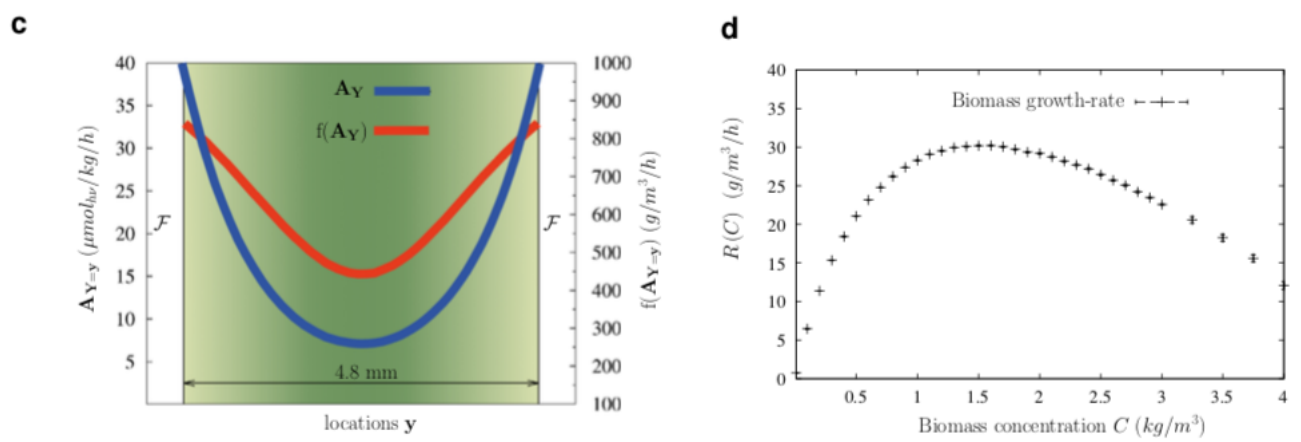 c
40
35
30
25
20
15
10
5
A_{Y=y} (μmol_{hν}/kg/h)
A_Y
f(A_Y)
ℱ
ℱ
4.8 mm
locations y
1000
900
800
700
600
500
400
300
200
100
f(A_{Y=y}) (g/m³/h)
d
40
35
30
25
20
15
10
5
0
R(C) (g/m³/h)
Biomass growth-rate
0.5
1
1.5
2
2.5
3
3.5
4
Biomass concentration C (kg/m³)